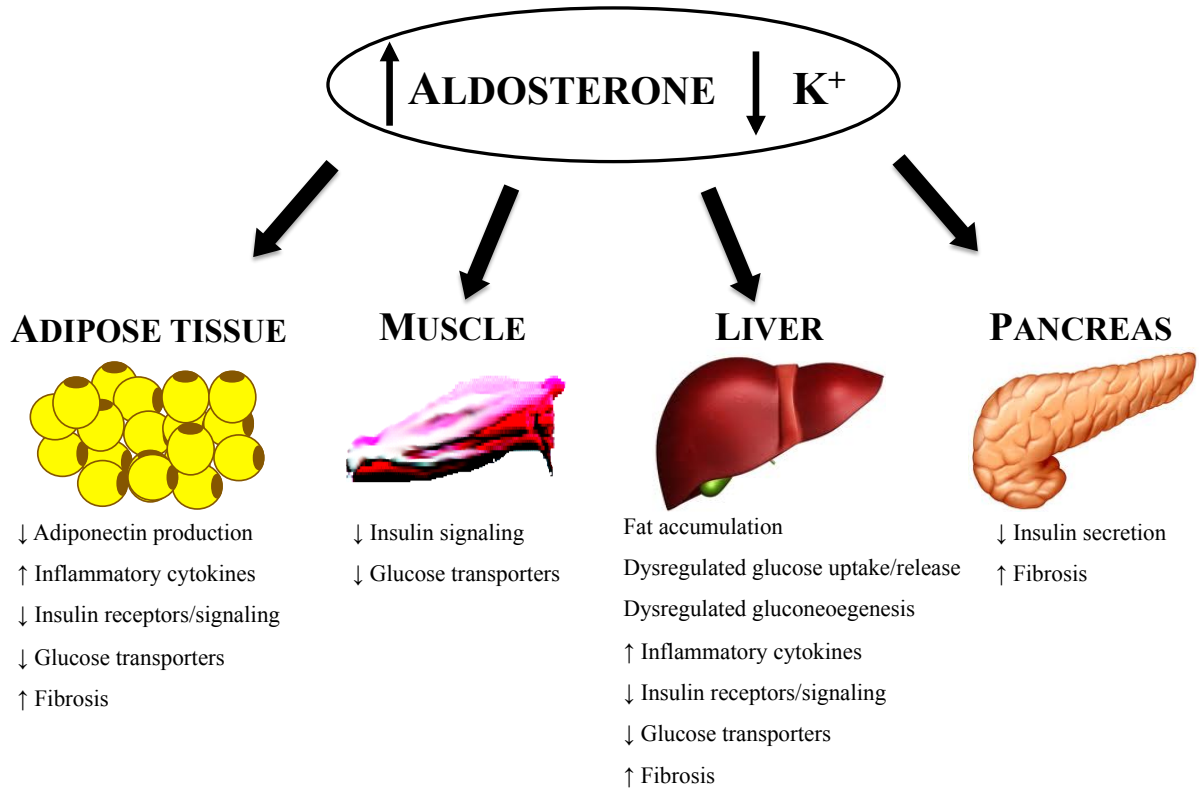 ↑ ALDOSTERONE ↓ K⁺
ADIPOSE TISSUE
↓ Adiponectin production
↑ Inflammatory cytokines
↓ Insulin receptors/signaling
↓ Glucose transporters
↑ Fibrosis
MUSCLE
↓ Insulin signaling
↓ Glucose transporters
LIVER
Fat accumulation
Dysregulated glucose uptake/release
Dysregulated gluconeoegenesis
↑ Inflammatory cytokines
↓ Insulin receptors/signaling
↓ Glucose transporters
↑ Fibrosis
PANCREAS
↓ Insulin secretion
↑ Fibrosis